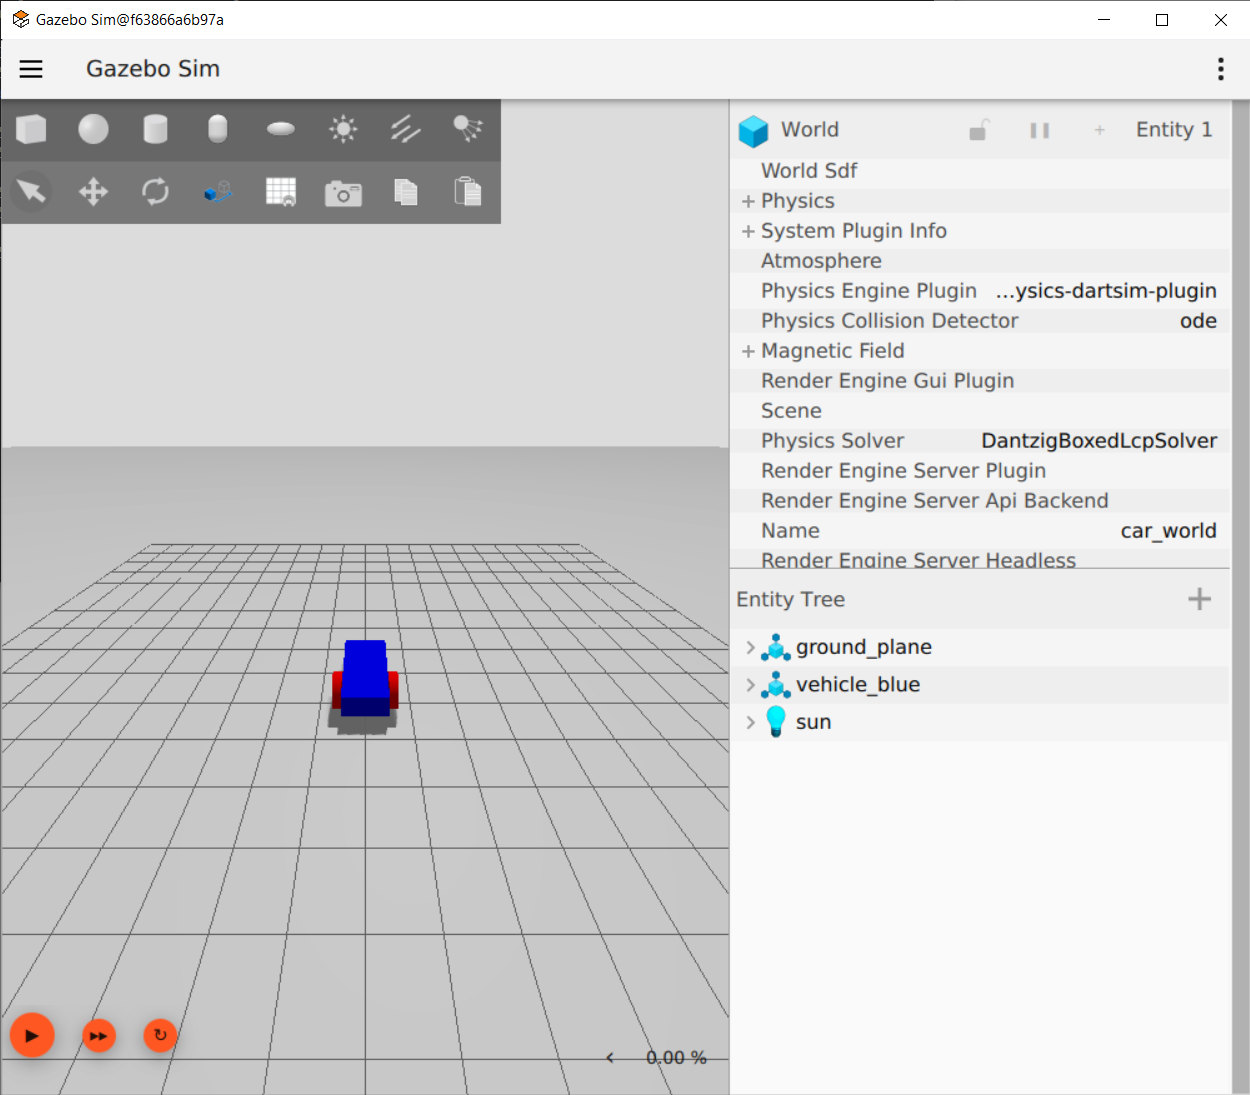 Gazebo Sim@f63866a6b97a
Gazebo Sim
World Entity 1
World Sdf
+ Physics
+ System Plugin Info
Atmosphere
Physics Engine Plugin ...ysics-dartsim-plugin
Physics Collision Detector ode
+ Magnetic Field
Render Engine Gui Plugin
Scene
Physics Solver DantzigBoxedLcpSolver
Render Engine Server Plugin
Render Engine Server Api Backend
Name car_world
Render Engine Server Headless
Entity Tree
ground_plane
vehicle_blue
sun
0.00 %